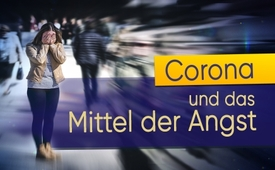 Corona
und das
Mittel der Angst